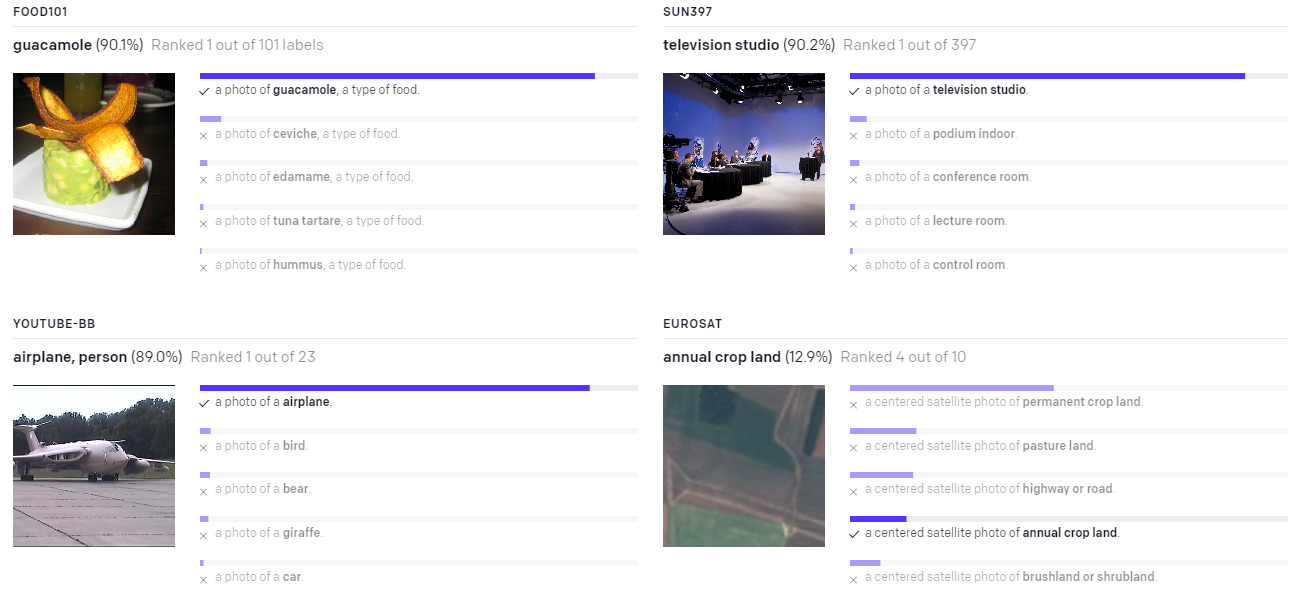 FOOD101
guacamole (90.1%) Ranked 1 out of 101 labels
a photo of guacamole, a type of food.
a photo of ceviche, a type of food.
a photo of edamame, a type of food.
a photo of tuna tartare, a type of food.
a photo of hummus, a type of food.
SUN397
television studio (90.2%) Ranked 1 out of 397
a photo of a television studio.
a photo of a podium indoor.
a photo of a conference room.
a photo of a lecture room.
a photo of a control room.
YOUTUBE-BB
airplane, person (89.0%) Ranked 1 out of 23
a photo of a airplane.
a photo of a bird.
a photo of a bear.
a photo of a giraffe.
a photo of a car.
EUROSAT
annual crop land (12.9%) Ranked 4 out of 10
a centered satellite photo of permanent crop land.
a centered satellite photo of pasture land.
a centered satellite photo of highway or road.
a centered satellite photo of annual crop land.
a centered satellite photo of brushland or shrubland.